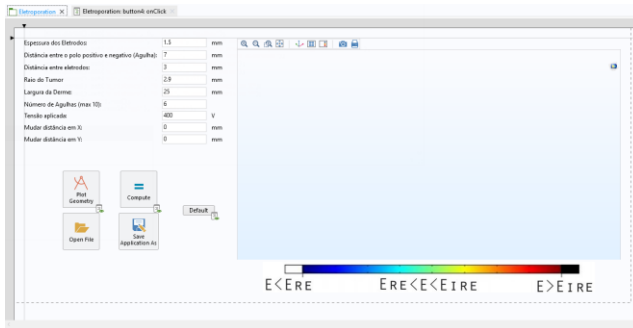 Eletroporation × Eletroporation: button4: onClick ×
Espessura dos Eletrodos: 1.5 mm
Distância entre o polo positivo e negativo (Agulha): 7 mm
Distância entre eletrodos: 3 mm
Raio do Tumor 2.9 mm
Largura da Derme: 25 mm
Número de Agulhas (max 10): 6
Tensão aplicada: 400 V
Mudar distância em X: 0 mm
Mudar distância em Y: 0 mm
Plot
Geometry
Compute
Default
Open File
Save
Application As
E<ERE ERE<E<EIRE E>EIRE